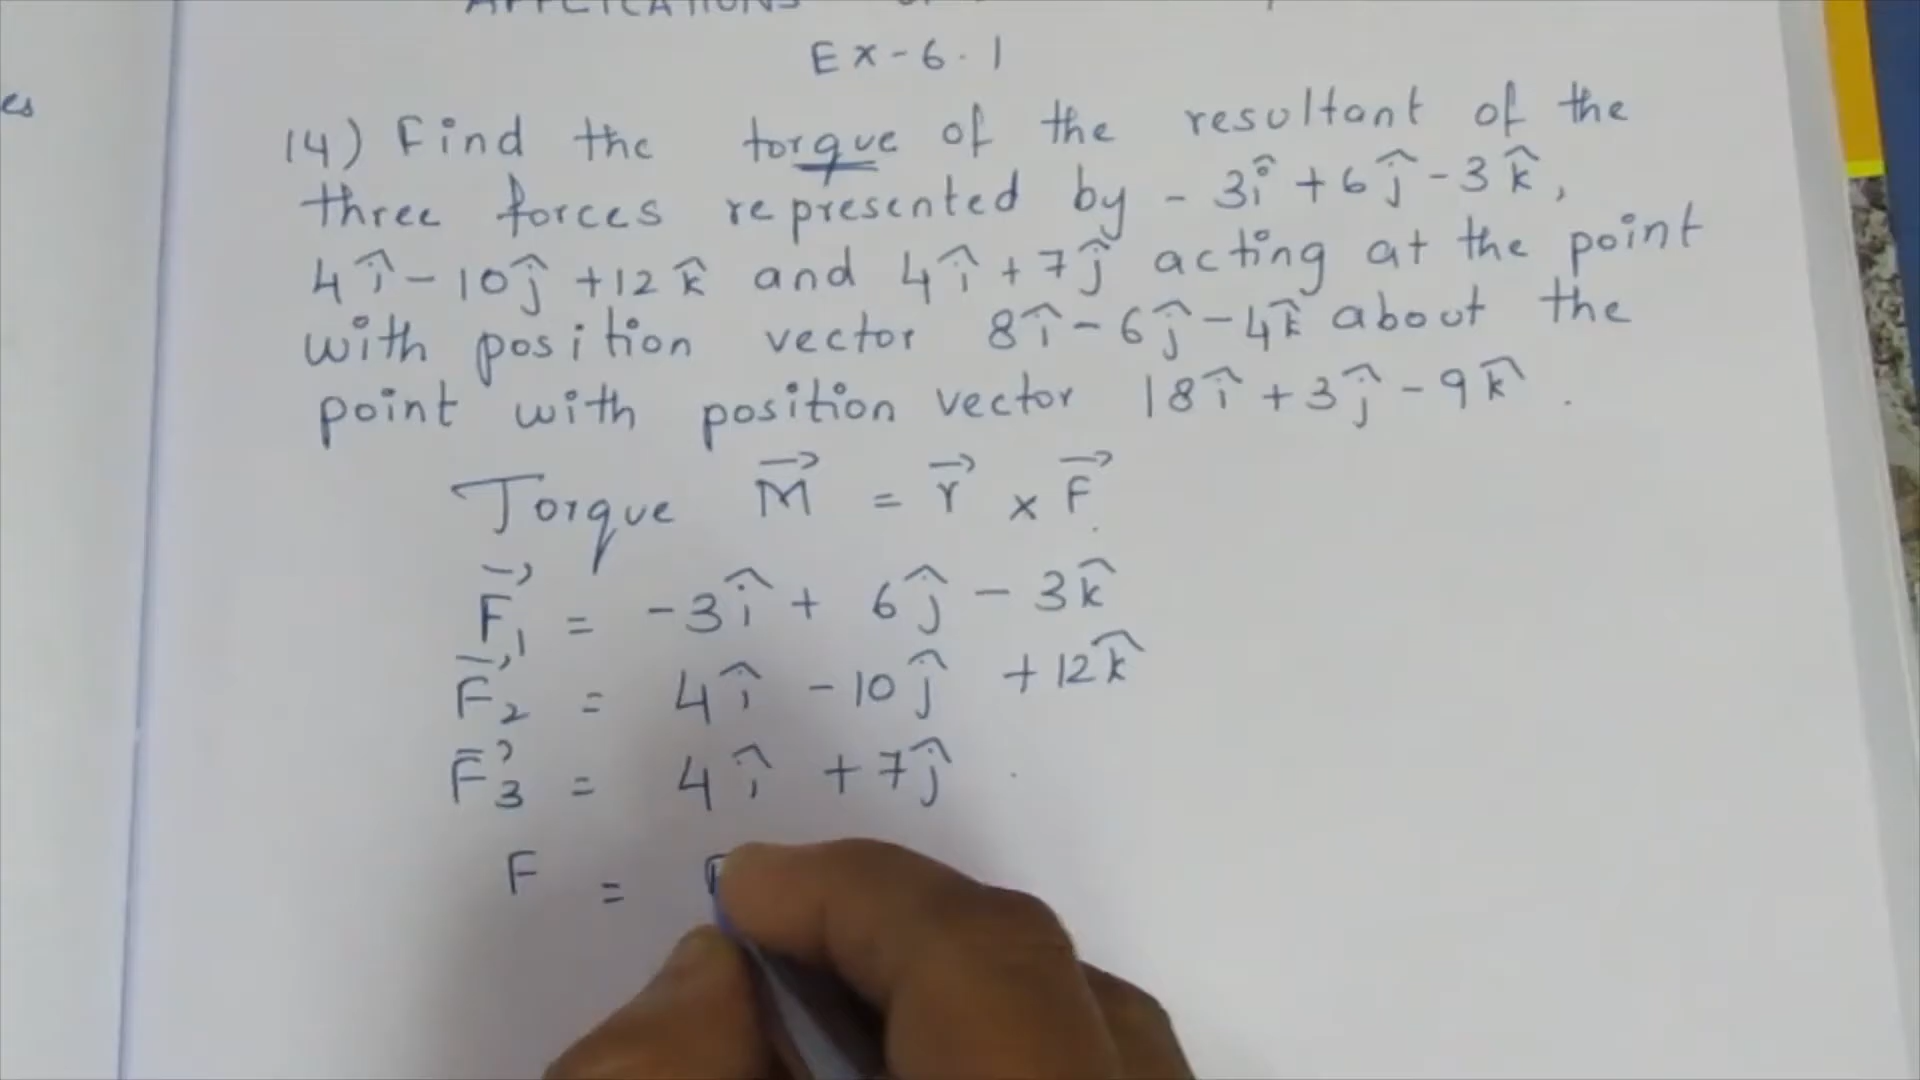 es
APPLICATIONS
Ex-6.1
14) Find the torque of the resultant of the
three forces represented by -3î+6ĵ-3k̂,
4î-10ĵ+12k̂ and 4î+7ĵ acting at the point
with position vector 8î-6ĵ-4k̂ about the
point with position vector 18î+3ĵ-9k̂.
Torque M⃗ = r⃗ × F⃗
F⃗₁ = -3î + 6ĵ - 3k̂
F⃗₂ = 4î - 10ĵ + 12k̂
F⃗₃ = 4î + 7ĵ
F =